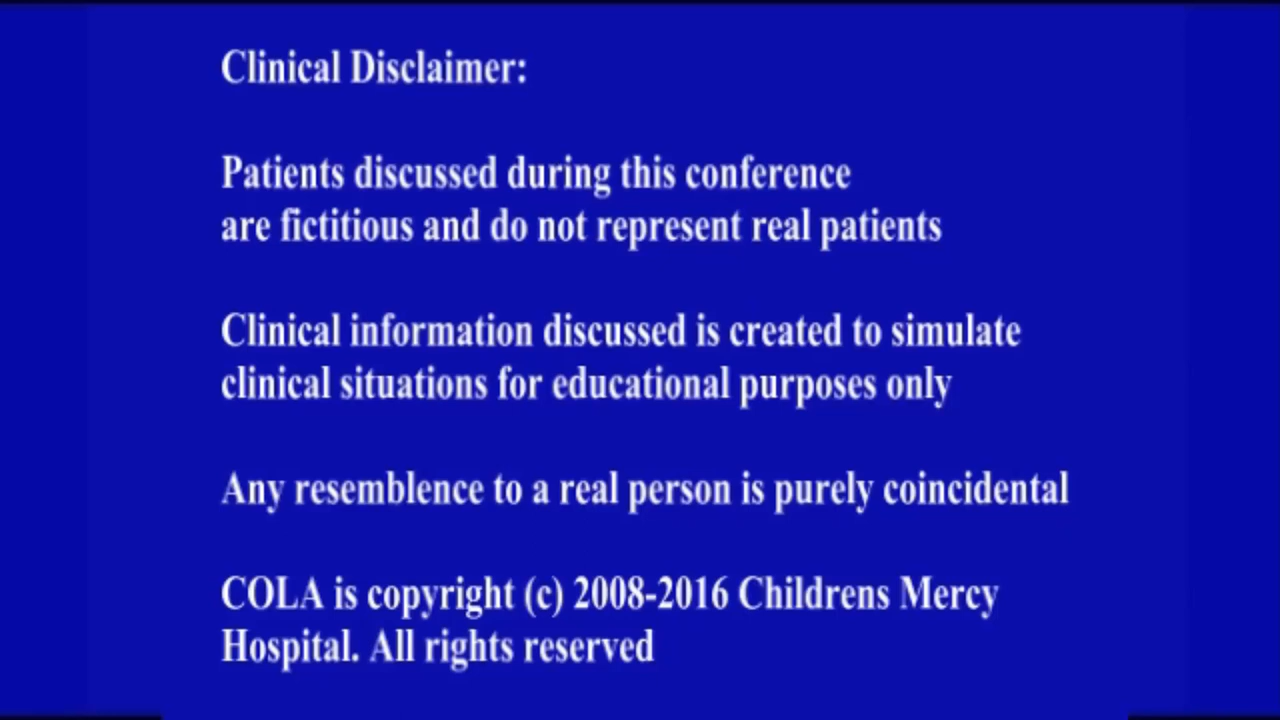 Clinical Disclaimer:
Patients discussed during this conference
are fictitious and do not represent real patients
Clinical information discussed is created to simulate
clinical situations for educational purposes only
Any resemblence to a real person is purely coincidental
COLA is copyright (c) 2008-2016 Childrens Mercy
Hospital. All rights reserved